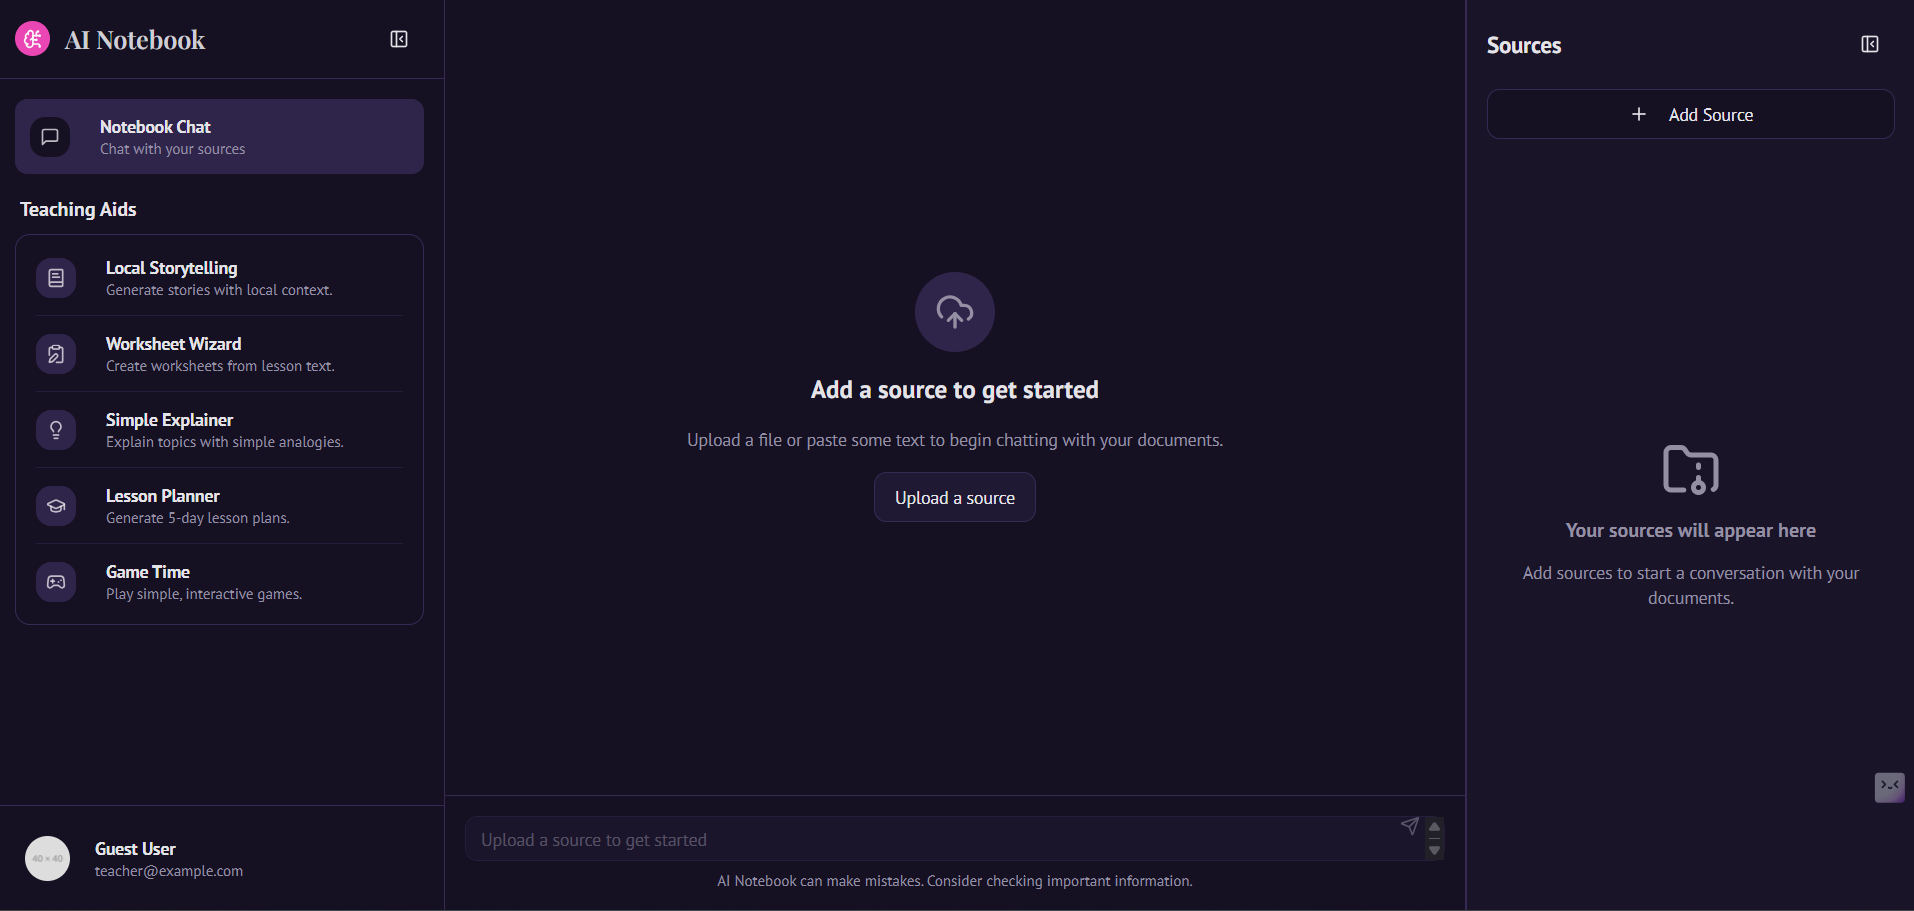 AI Notebook
Notebook Chat
Chat with your sources
Teaching Aids
Local Storytelling
Generate stories with local context.
Worksheet Wizard
Create worksheets from lesson text.
Simple Explainer
Explain topics with simple analogies.
Lesson Planner
Generate 5-day lesson plans.
Game Time
Play simple, interactive games.
Guest User
teacher@example.com
40 × 40
Add a source to get started
Upload a file or paste some text to begin chatting with your documents.
Upload a source
Upload a source to get started
AI Notebook can make mistakes. Consider checking important information.
Sources
Add Source
Your sources will appear here
Add sources to start a conversation with your
documents.